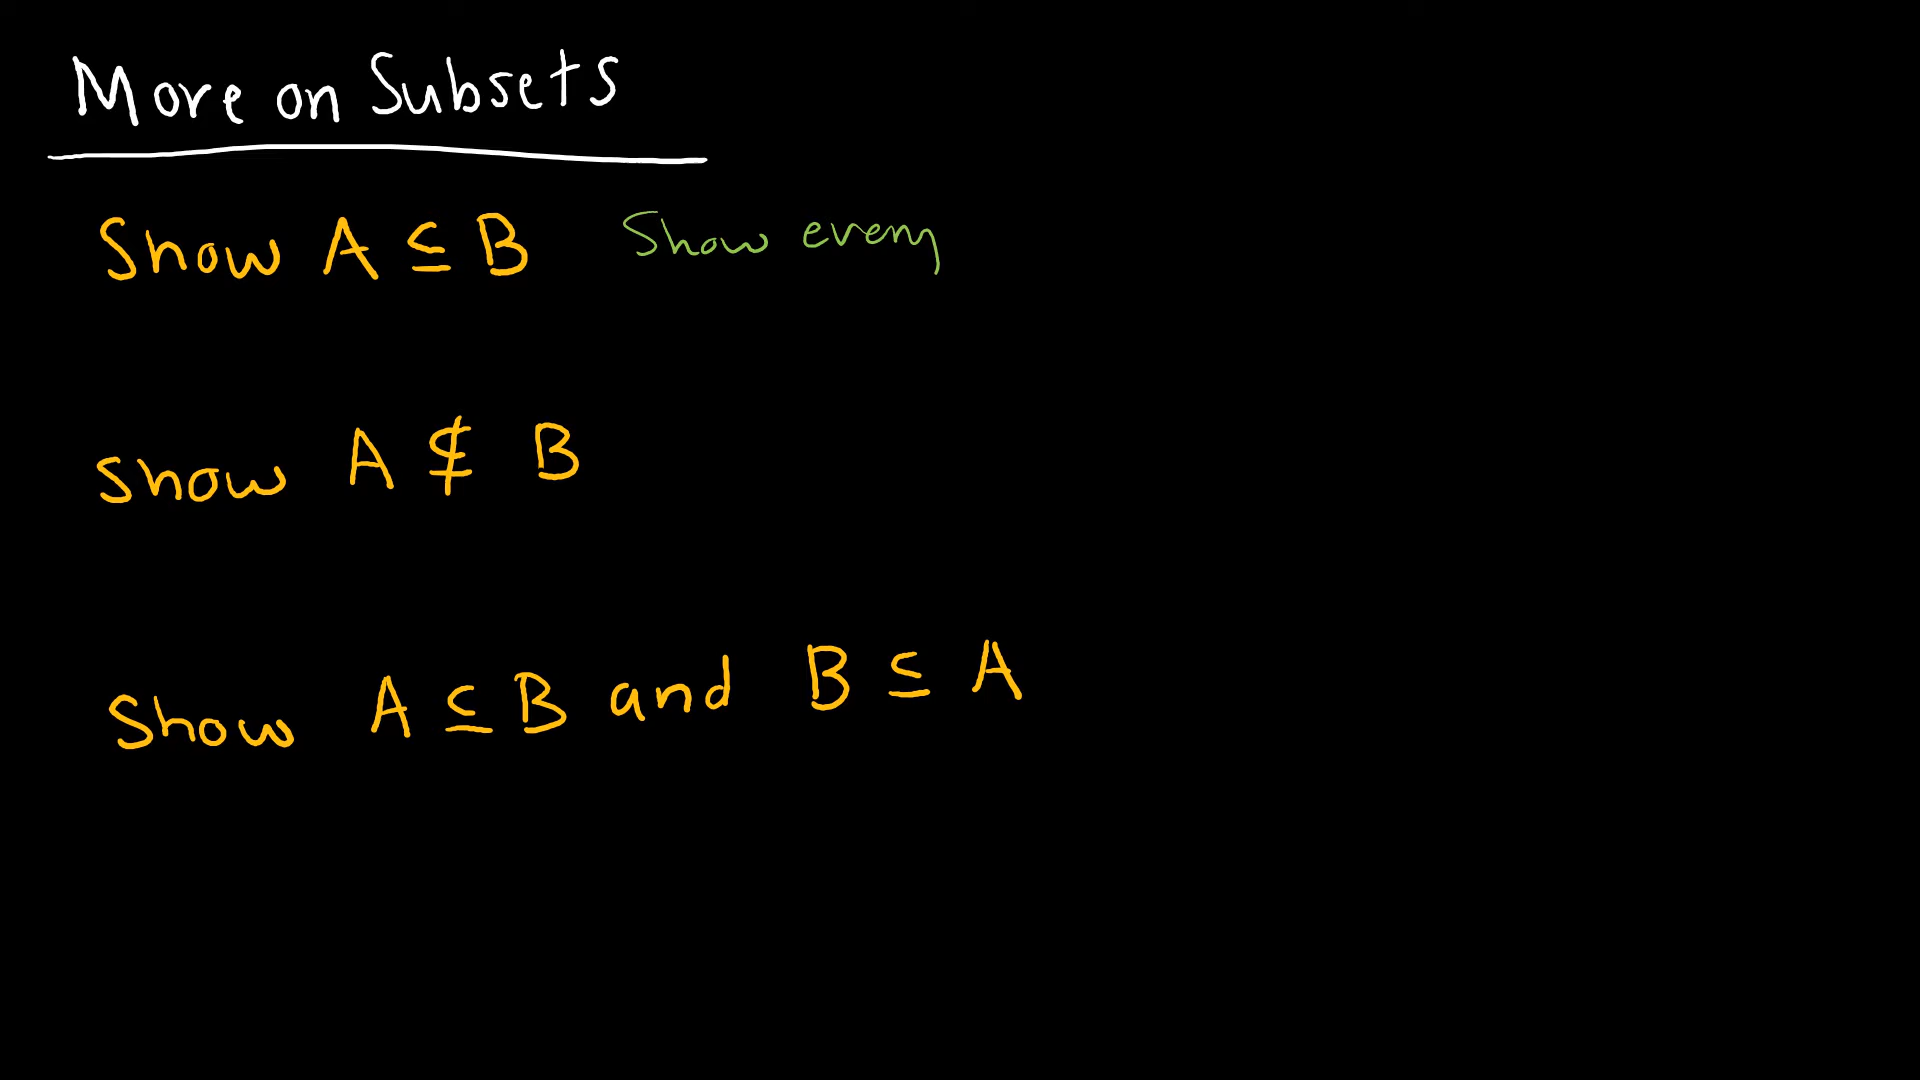 More on Subsets
Show A ⊆ B Show every
Show A ⊈ B
Show A ⊆ B and B ⊆ A